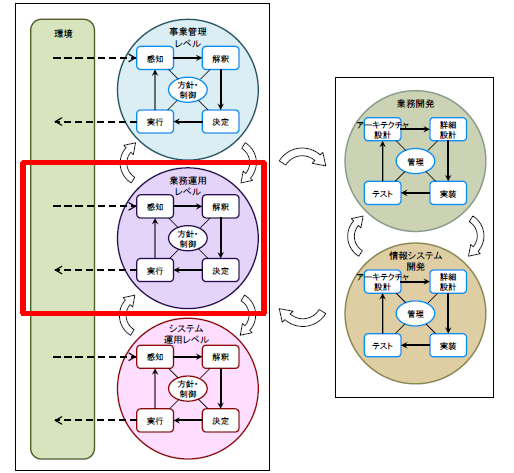 環境
事業管理
レベル
感知
解釈
方針・
制御
実行
決定
業務運用
レベル
感知
解釈
方針・
制御
実行
決定
システム
運用レベル
感知
解釈
方針・
制御
実行
決定
業務開発
アーキテクチャ
設計
詳細
設計
管理
テスト
実装
情報システム
開発
アーキテクチャ
設計
詳細
設計
管理
テスト
実装